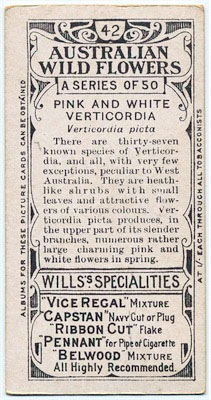 42
AUSTRALIAN
WILD FLOWERS
A SERIES OF 50
PINK AND WHITE
VERTICORDIA
Verticordia picta
There are thirty-seven
known species of Verticor-
dia, and all, with very few
exceptions, peculiar to West
Australia. They are heath-
like shrubs with small
leaves and attractive flow-
ers of various colours. Ver-
ticordia picta produces, in
the upper part of its slender
branches, numerous rather
large charming pink and
white flowers in spring.
WILLS'S SPECIALITIES
"VICE REGAL" MIXTURE
"CAPSTAN" NAVY CUT OR PLUG
"RIBBON CUT" Flake
"PENNANT" for Pipe or Cigarette
"BELWOOD" MIXTURE
All Highly Recommended.
ALBUMS FOR THESE PICTURE CARDS CAN BE OBTAINED
AT 1/- EACH THROUGH ALL TOBACCONISTS